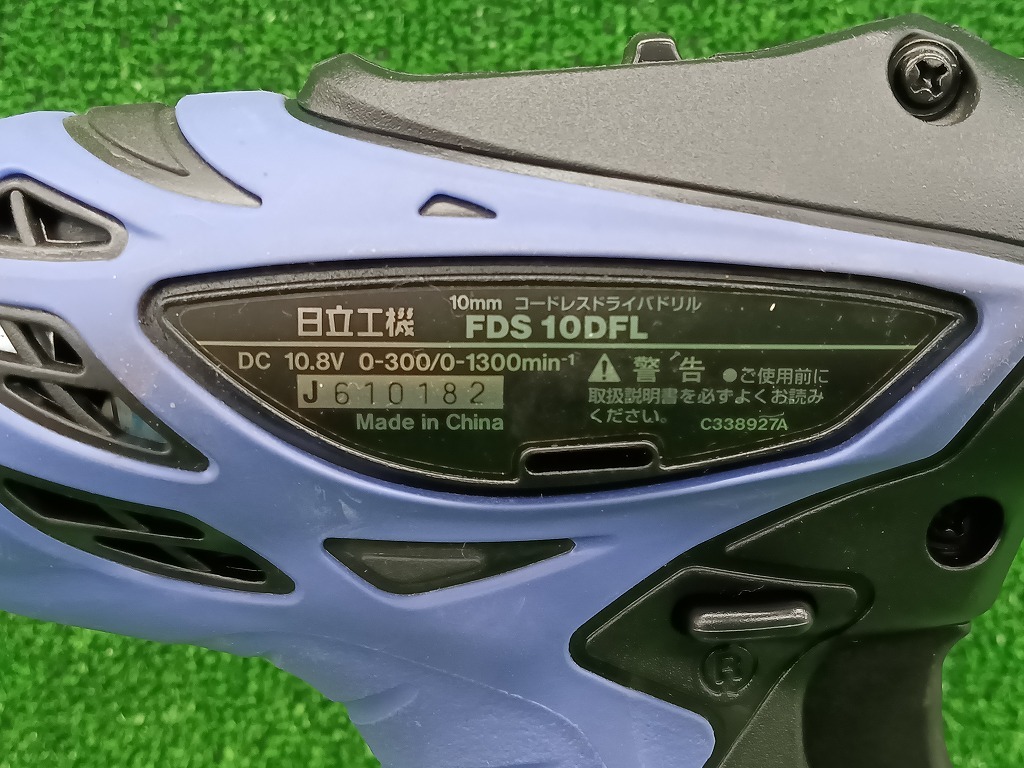 10mm コードレスドライバドリル
日立工機 FDS 10DFL
DC 10.8V 0-300/0-1300min⁻¹
J610182
Made in China
⚠ 警告 ●ご使用前に
取扱説明書を必ずよくお読み
ください。
C338927A
R